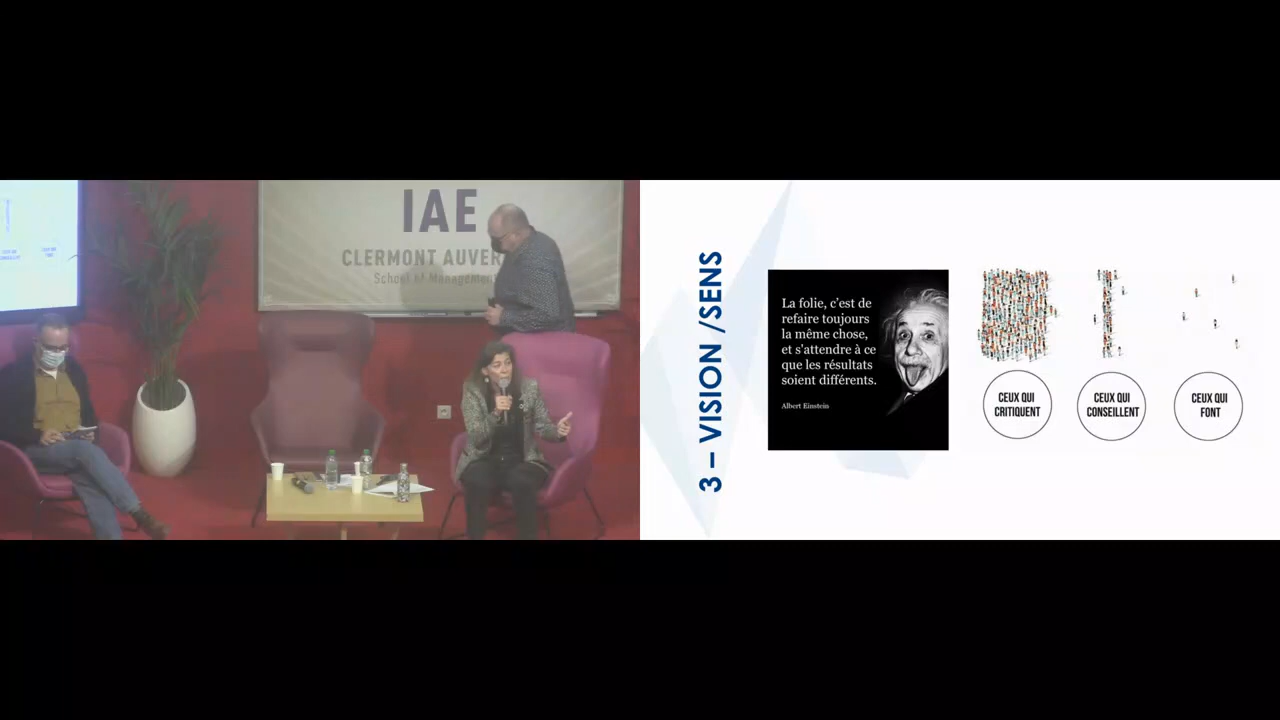 IAE
CLERMONT AUVER
School of Management
3 – VISION /SENS
La folie, c'est de
refaire toujours
la même chose,
et s'attendre à ce
que les résultats
soient différents.
Albert Einstein
CEUX QUI
CRITIQUENT
CEUX QUI
CONSEILLENT
CEUX QUI
FONT